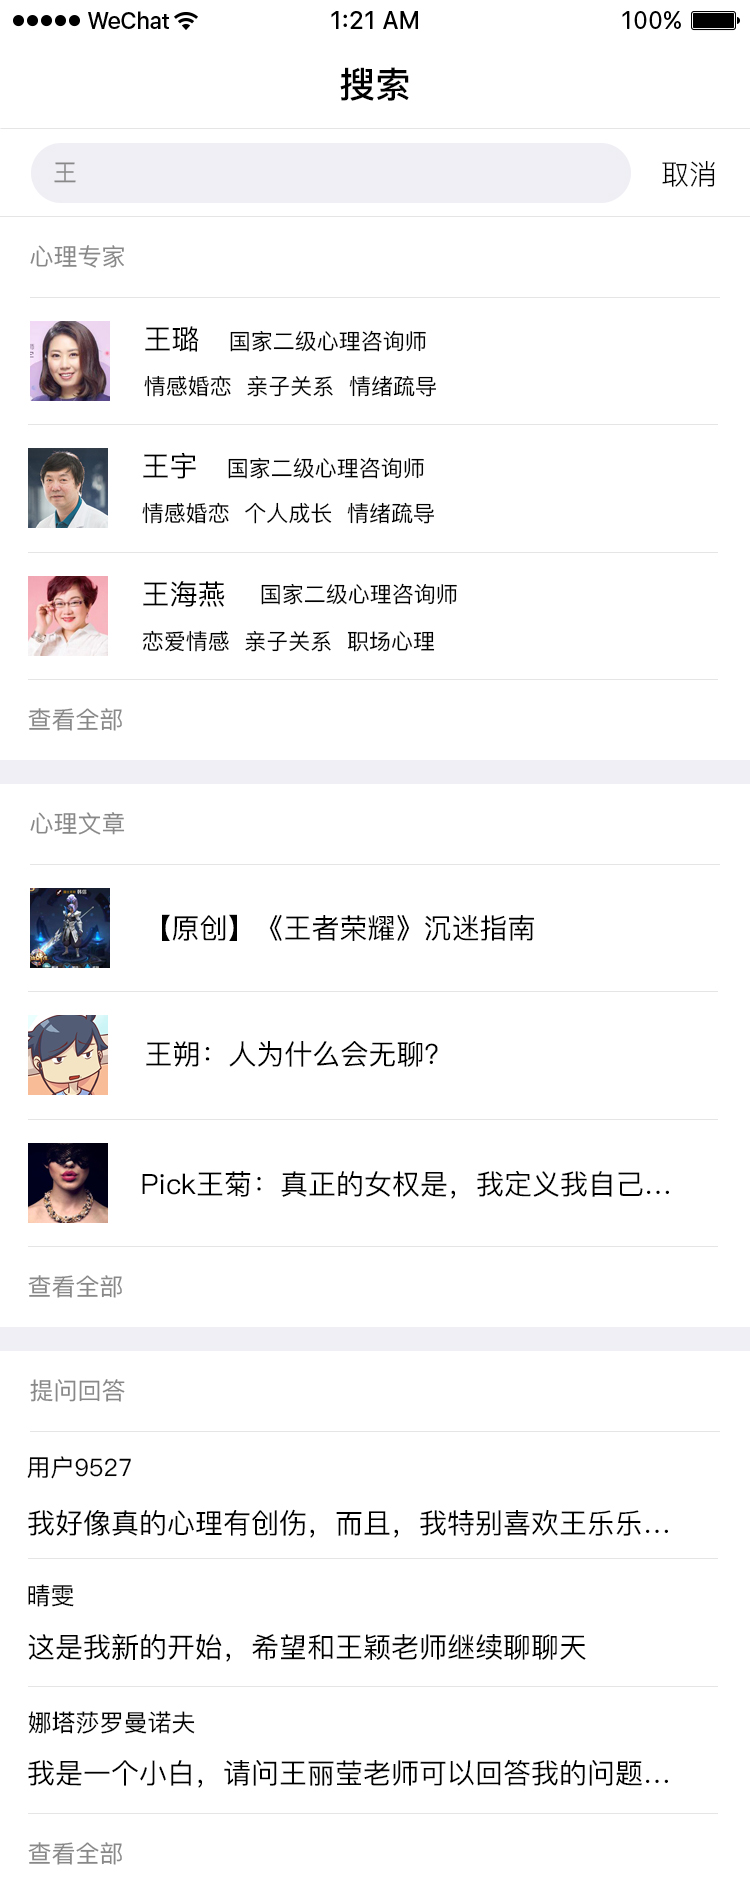 WeChat 1:21 AM 100%
搜索
王 取消
心理专家
王璐 国家二级心理咨询师
情感婚恋 亲子关系 情绪疏导
王宇 国家二级心理咨询师
情感婚恋 个人成长 情绪疏导
王海燕 国家二级心理咨询师
恋爱情感 亲子关系 职场心理
查看全部
心理文章
【原创】《王者荣耀》沉迷指南
王朔：人为什么会无聊？
Pick王菊：真正的女权是，我定义我自己...
查看全部
提问回答
用户9527
我好像真的心理有创伤，而且，我特别喜欢王乐乐...
晴雯
这是我新的开始，希望和王颖老师继续聊聊天
娜塔莎罗曼诺夫
我是一个小白，请问王丽莹老师可以回答我的问题...
查看全部